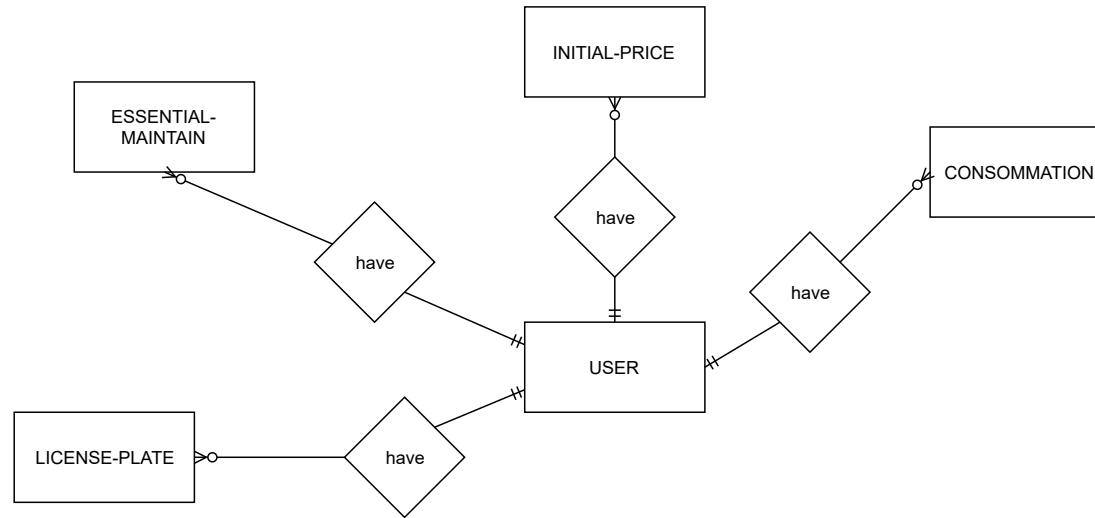 INITIAL-PRICE
ESSENTIAL-
MAINTAIN
CONSOMMATION
have
have
have
USER
LICENSE-PLATE
have